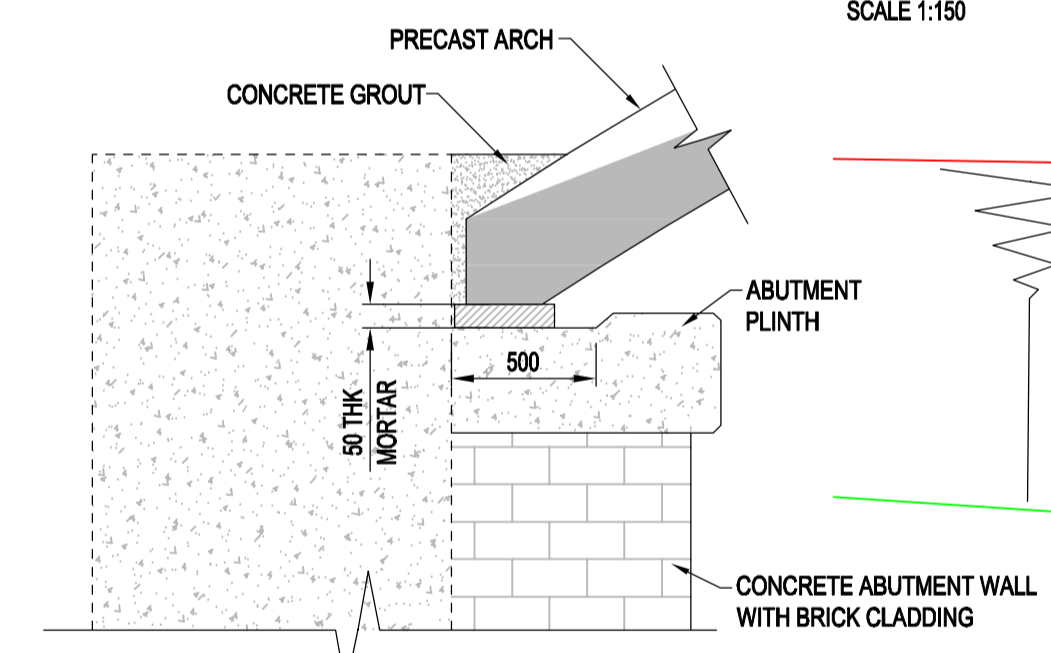 SCALE 1:150
PRECAST ARCH
CONCRETE GROUT
ABUTMENT
PLINTH
500
50 THK
MORTAR
CONCRETE ABUTMENT WALL
WITH BRICK CLADDING